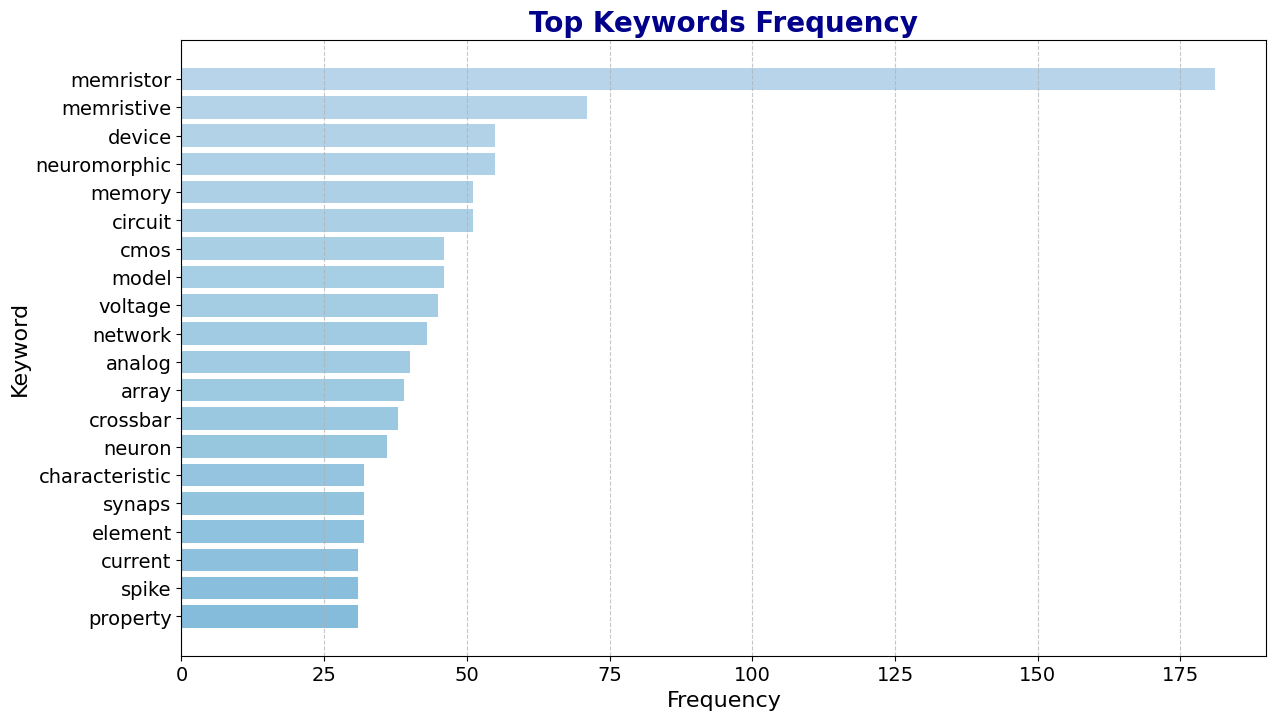 Top Keywords Frequency
Keyword
memristor
memristive
device
neuromorphic
memory
circuit
cmos
model
voltage
network
analog
array
crossbar
neuron
characteristic
synaps
element
current
spike
property
0 25 50 75 100 125 150 175
Frequency